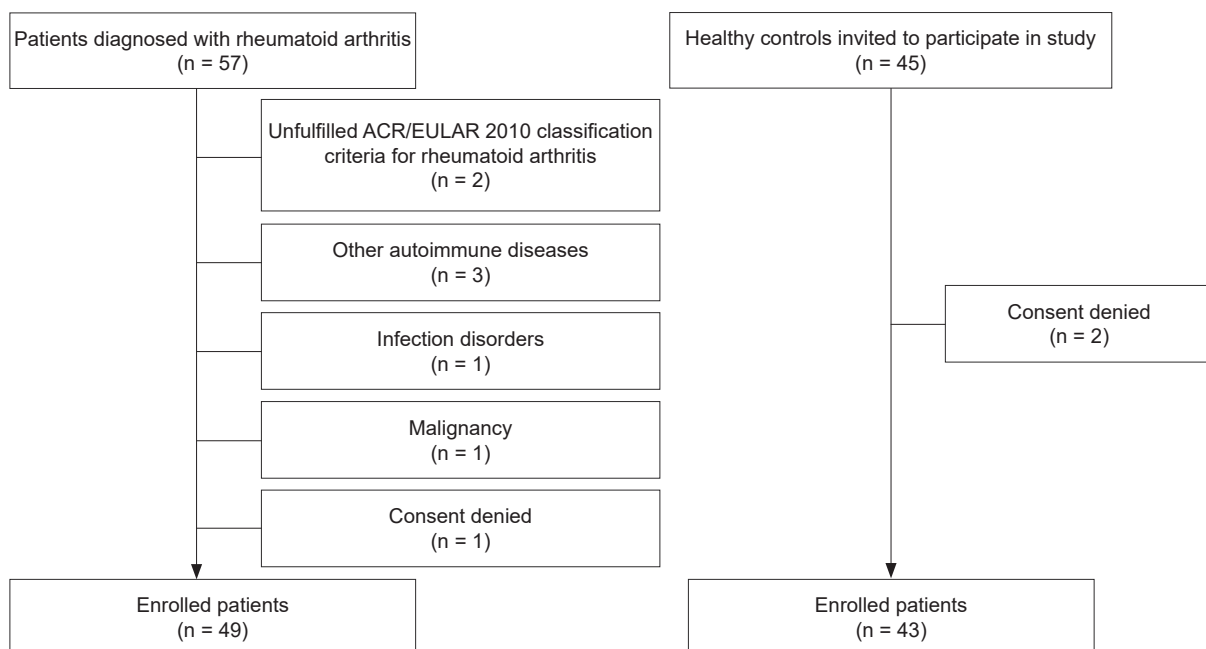 Patients diagnosed with rheumatoid arthritis
(n = 57)
Healthy controls invited to participate in study
(n = 45)
Unfulfilled ACR/EULAR 2010 classification
criteria for rheumatoid arthritis
(n = 2)
Other autoimmune diseases
(n = 3)
Infection disorders
(n = 1)
Malignancy
(n = 1)
Consent denied
(n = 1)
Consent denied
(n = 2)
Enrolled patients
(n = 49)
Enrolled patients
(n = 43)